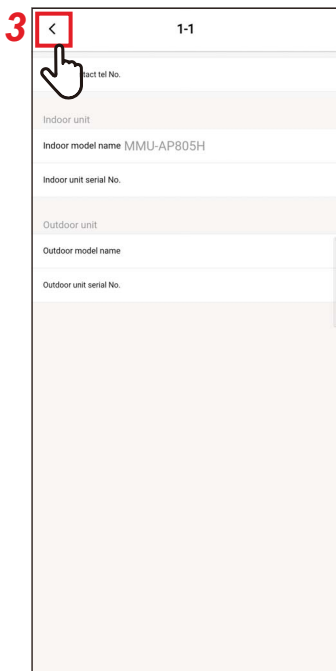 3
1-1
tact tel No.
Indoor unit
Indoor model name MMU-AP805H
Indoor unit serial No.
Outdoor unit
Outdoor model name
Outdoor unit serial No.